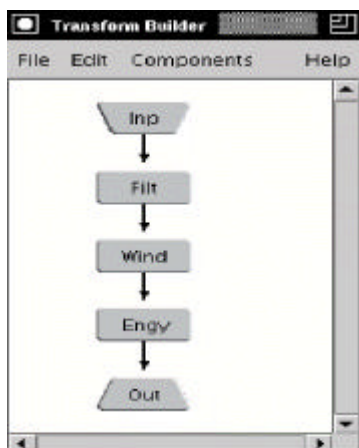 Transform Builder
File Edit Components Help
Inp
Filt
Wind
Engy
Out